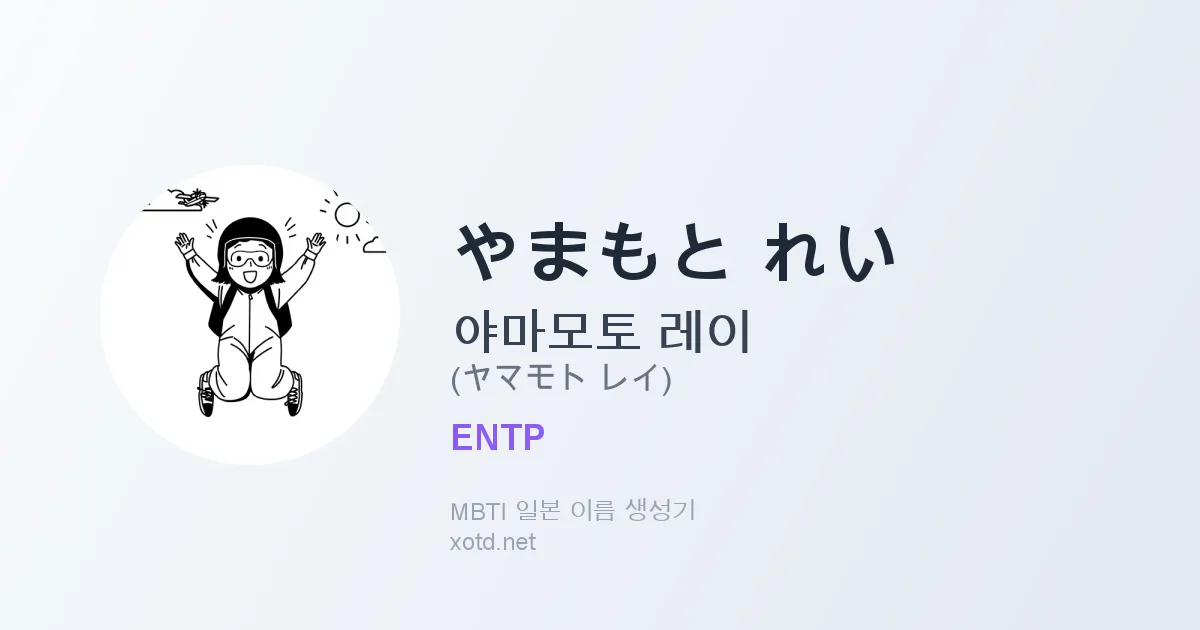 やまもと れい
야마모토 레이
(ヤマモト レイ)
ENTP
MBTI 일본 이름 생성기
xotd.net